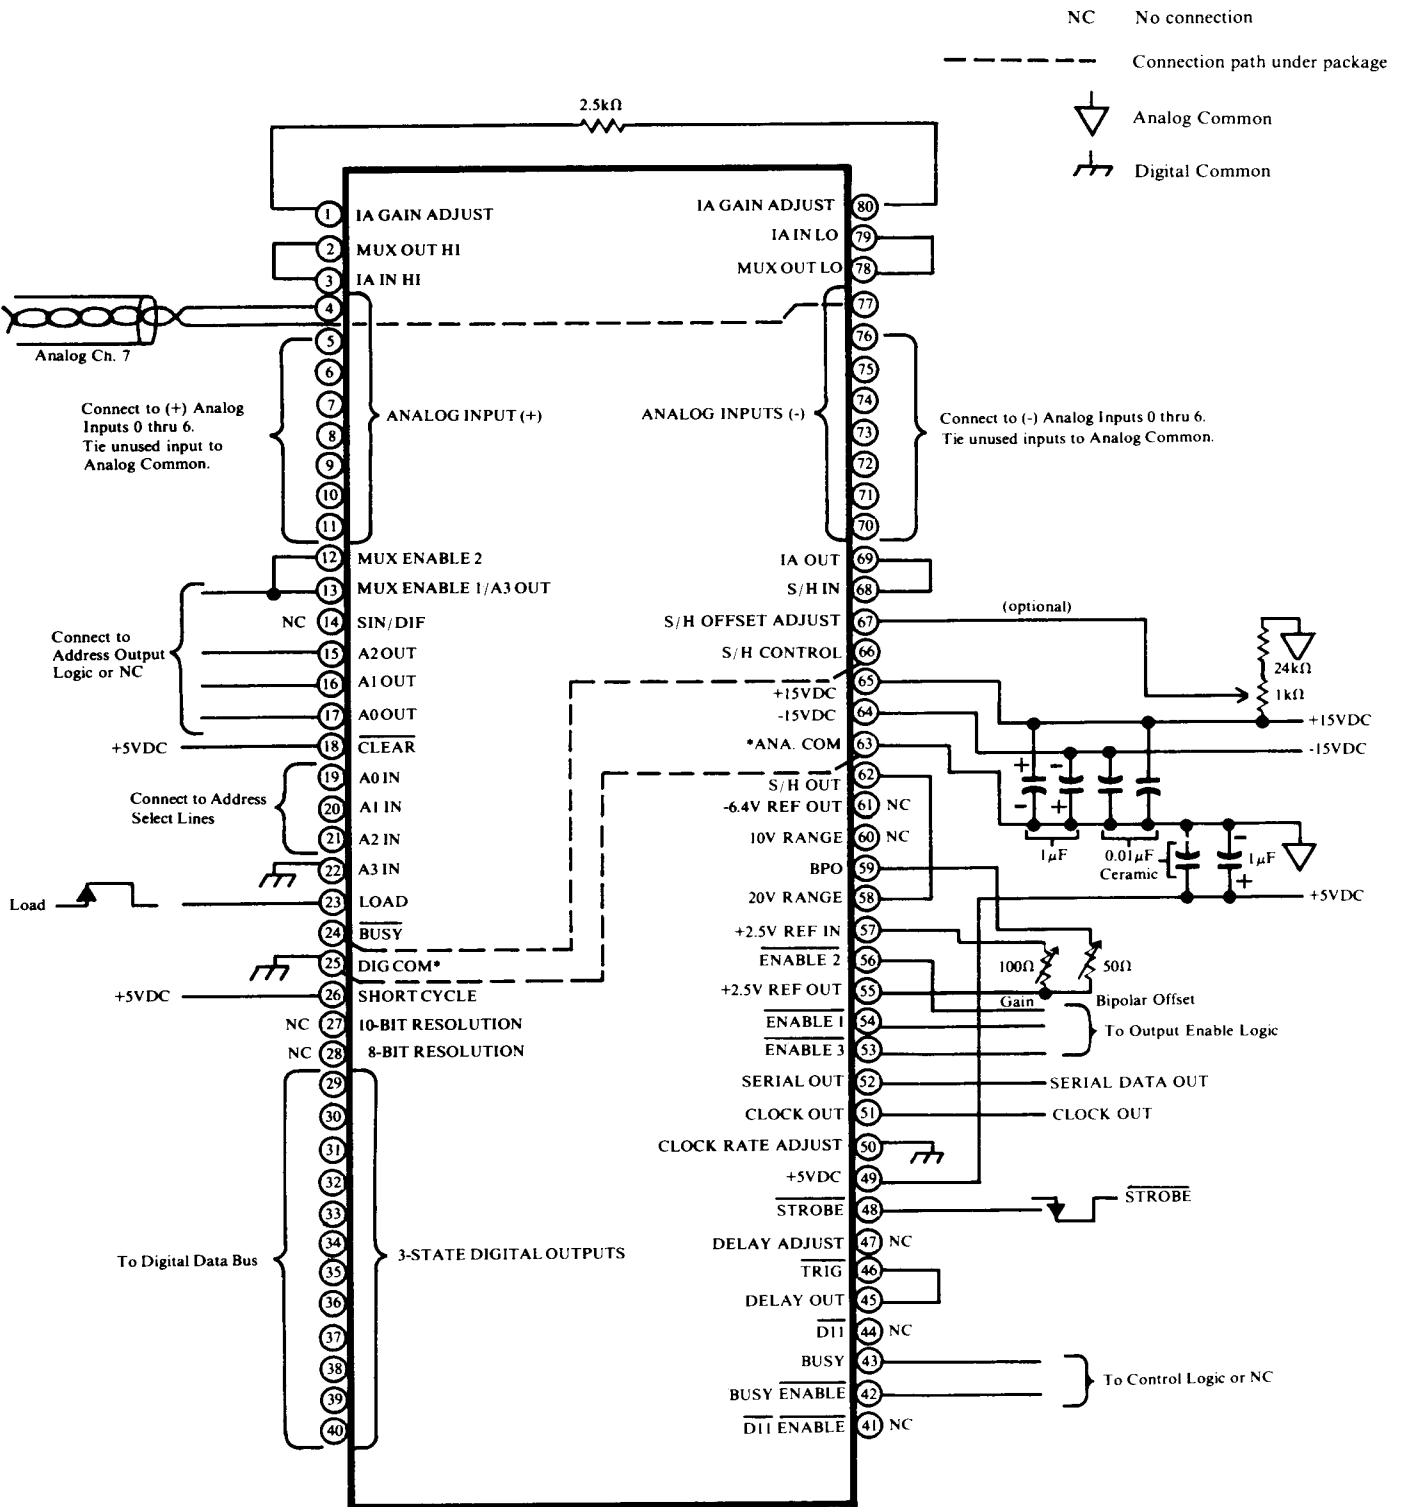 NC No connection
Connection path under package
Analog Common
Digital Common
2.5kΩ
1 IA GAIN ADJUST
2 MUX OUT HI
3 IA IN HI
4
Analog Ch. 7
5
6
7
8
9
10
11
Connect to (+) Analog
Inputs 0 thru 6.
Tie unused input to
Analog Common.
ANALOG INPUT (+)
12 MUX ENABLE 2
13 MUX ENABLE 1/A3 OUT
NC 14 SIN/DIF
15 A2 OUT
16 A1 OUT
17 A0 OUT
Connect to
Address Output
Logic or NC
+5VDC 18 CLEAR
19 A0 IN
20 A1 IN
21 A2 IN
Connect to Address
Select Lines
22 A3 IN
Load 23 LOAD
24 BUSY
25 DIG COM*
+5VDC 26 SHORT CYCLE
NC 27 10-BIT RESOLUTION
NC 28 8-BIT RESOLUTION
29
30
31
32
33
34
35
36
37
38
39
40
To Digital Data Bus
3-STATE DIGITAL OUTPUTS
IA GAIN ADJUST 80
IA IN LO 79
MUX OUT LO 78
77
76
75
74
73
72
71
70
ANALOG INPUTS (-)
Connect to (-) Analog Inputs 0 thru 6.
Tie unused inputs to Analog Common.
IA OUT 69
S/H IN 68
S/H OFFSET ADJUST 67
(optional)
S/H CONTROL 66
65
+15VDC
-15VDC 64
*ANA. COM 63
62
S/H OUT
-6.4V REF OUT 61 NC
10V RANGE 60 NC
BPO 59
20V RANGE 58
+2.5V REF IN 57
ENABLE 2 56
+2.5V REF OUT 55
ENABLE 1 54
ENABLE 3 53
SERIAL OUT 52 SERIAL DATA OUT
CLOCK OUT 51 CLOCK OUT
CLOCK RATE ADJUST 50
+5VDC 49
STROBE 48 STROBE
DELAY ADJUST 47 NC
TRIG 46
DELAY OUT 45
D11 44 NC
BUSY 43
BUSY ENABLE 42
D11 ENABLE 41 NC
To Control Logic or NC
24kΩ
1kΩ
+15VDC
-15VDC
+ -
- +
1μF
0.01μF
Ceramic
-
1μF
+
+5VDC
100Ω
50Ω
Gain
Bipolar Offset
To Output Enable Logic